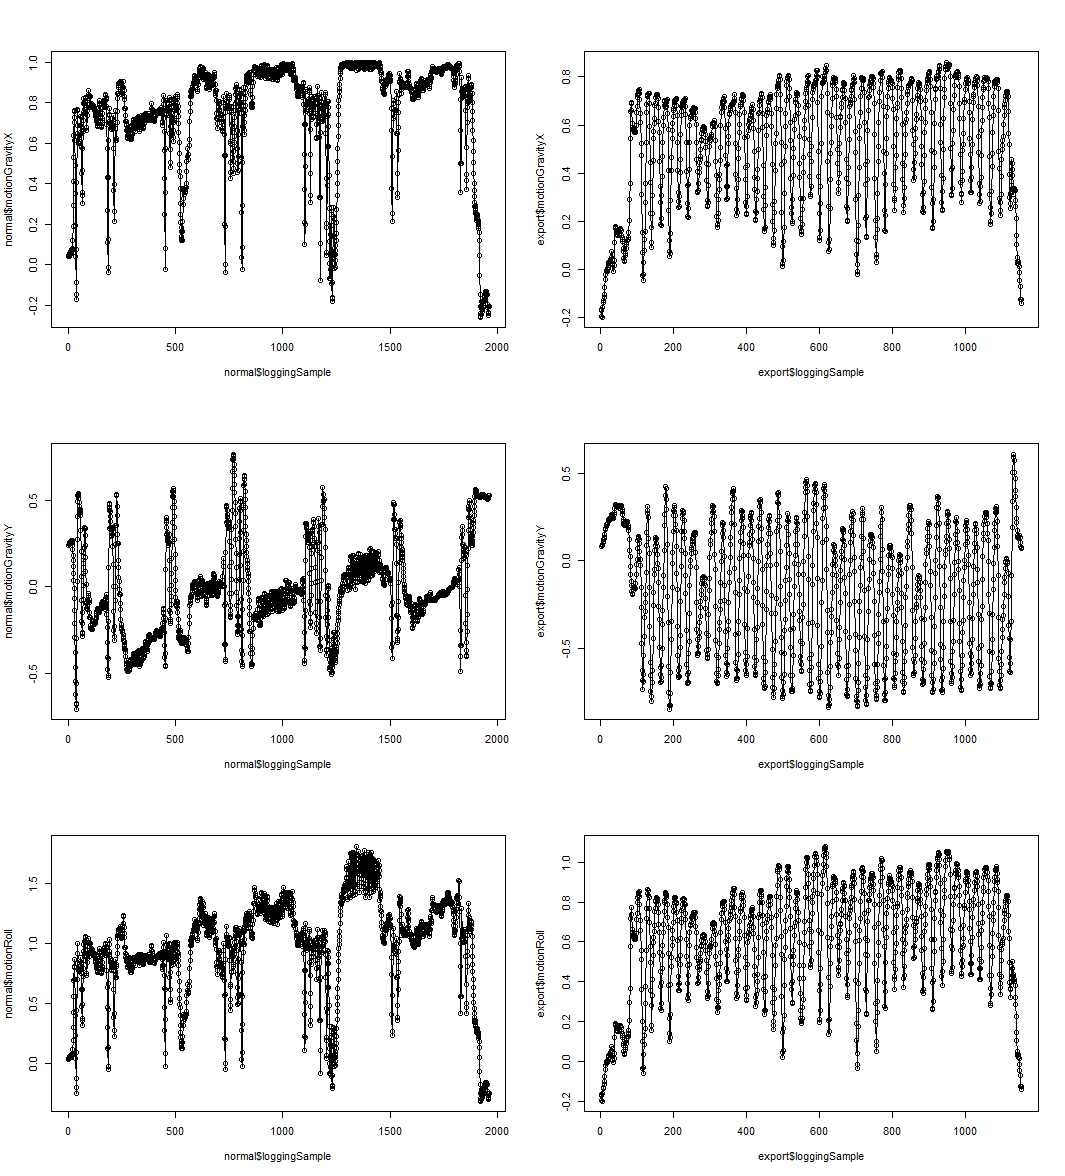 normal$motionGravityX
1.0
0.8
0.6
0.4
0.2
0.0
-0.2
0 500 1000 1500 2000
normal$loggingSample
export$motionGravityX
0.8
0.6
0.4
0.2
0.0
-0.2
0 200 400 600 800 1000
export$loggingSample
normal$motionGravityY
0.5
0.0
-0.5
0 500 1000 1500 2000
normal$loggingSample
export$motionGravityY
0.5
0.0
-0.5
0 200 400 600 800 1000
export$loggingSample
normal$motionRoll
1.5
1.0
0.5
0.0
0 500 1000 1500 2000
normal$loggingSample
export$motionRoll
1.0
0.8
0.6
0.4
0.2
0.0
-0.2
0 200 400 600 800 1000
export$loggingSample